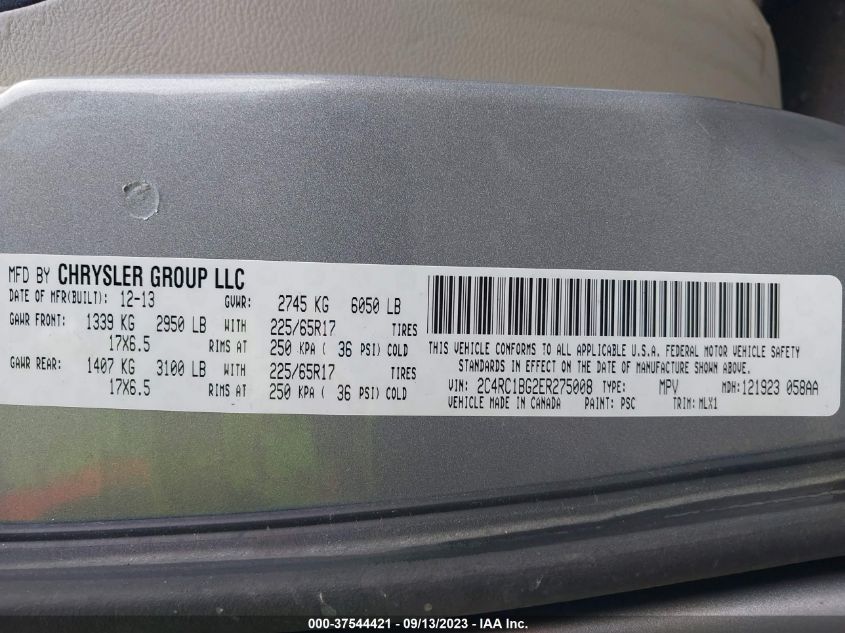 MFD BY CHRYSLER GROUP LLC
DATE OF MFR(BUILT): 12-13 GVWR: 2745 KG 6050 LB
GAWR FRONT: 1339 KG 2950 LB WITH 225/65R17 TIRES
17X6.5 RIMS AT 250 KPA ( 36 PSI) COLD
GAWR REAR: 1407 KG 3100 LB WITH 225/65R17 TIRES
17X6.5 RIMS AT 250 KPA ( 36 PSI) COLD
THIS VEHICLE CONFORMS TO ALL APPLICABLE U.S.A. FEDERAL MOTOR VEHICLE SAFETY
STANDARDS IN EFFECT ON THE DATE OF MANUFACTURE SHOWN ABOVE.
VIN: 2C4RC1BG2ER275008 TYPE: MPV MDH:121923 058AA
VEHICLE MADE IN CANADA PAINT: PSC TRIM: MLX1
000-37544421 - 09/13/2023 - IAA Inc.